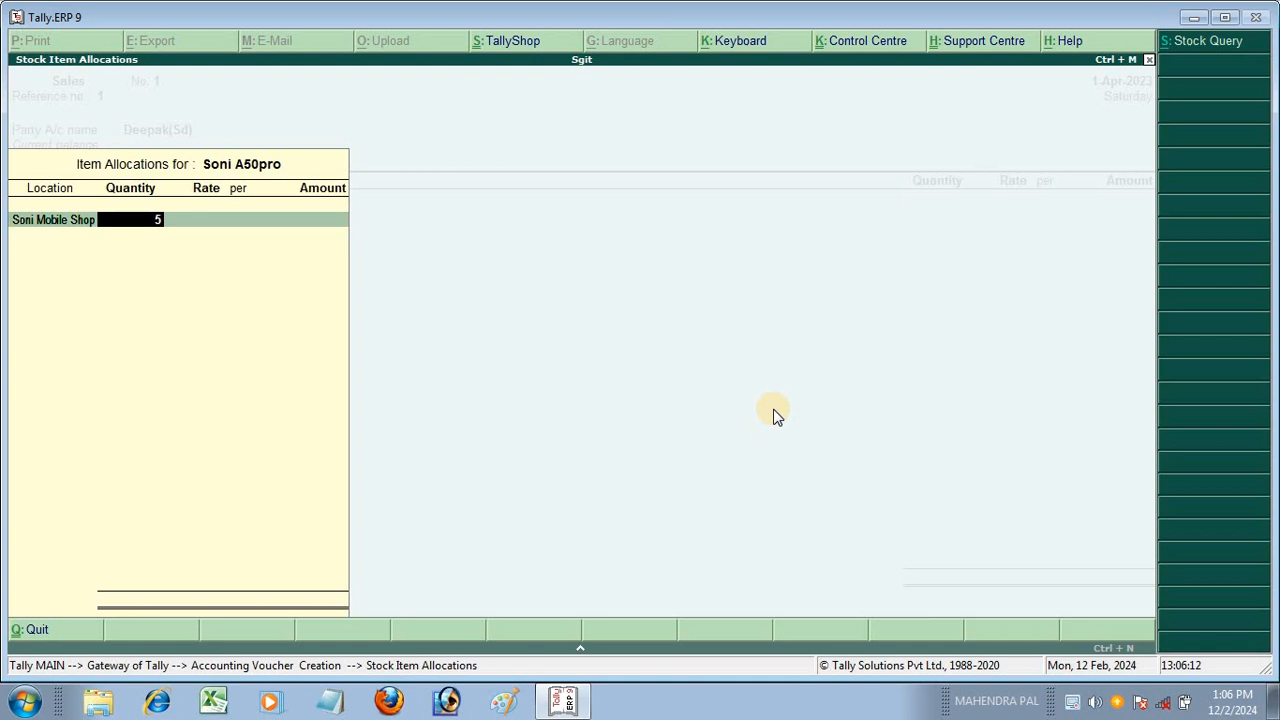 Tally.ERP 9
P: Print E: Export M: E-Mail O: Upload S: TallyShop G: Language K: Keyboard K: Control Centre H: Support Centre H: Help S: Stock Query
Stock Item Allocations Sgit Ctrl + M
Sales No. 1 1-Apr-2023
Reference no.: 1 Saturday
Party A/c name Deepak(Sd)
Current balance
Item Allocations for : Soni A50pro
Quantity Rate per Amount
Location Quantity Rate per Amount
Soni Mobile Shop 5
Q: Quit
Ctrl + N
Tally MAIN --> Gateway of Tally --> Accounting Voucher Creation --> Stock Item Allocations © Tally Solutions Pvt Ltd., 1988-2020 Mon, 12 Feb, 2024 13:06:12
MAHENDRA PAL 1:06 PM
12/2/2024